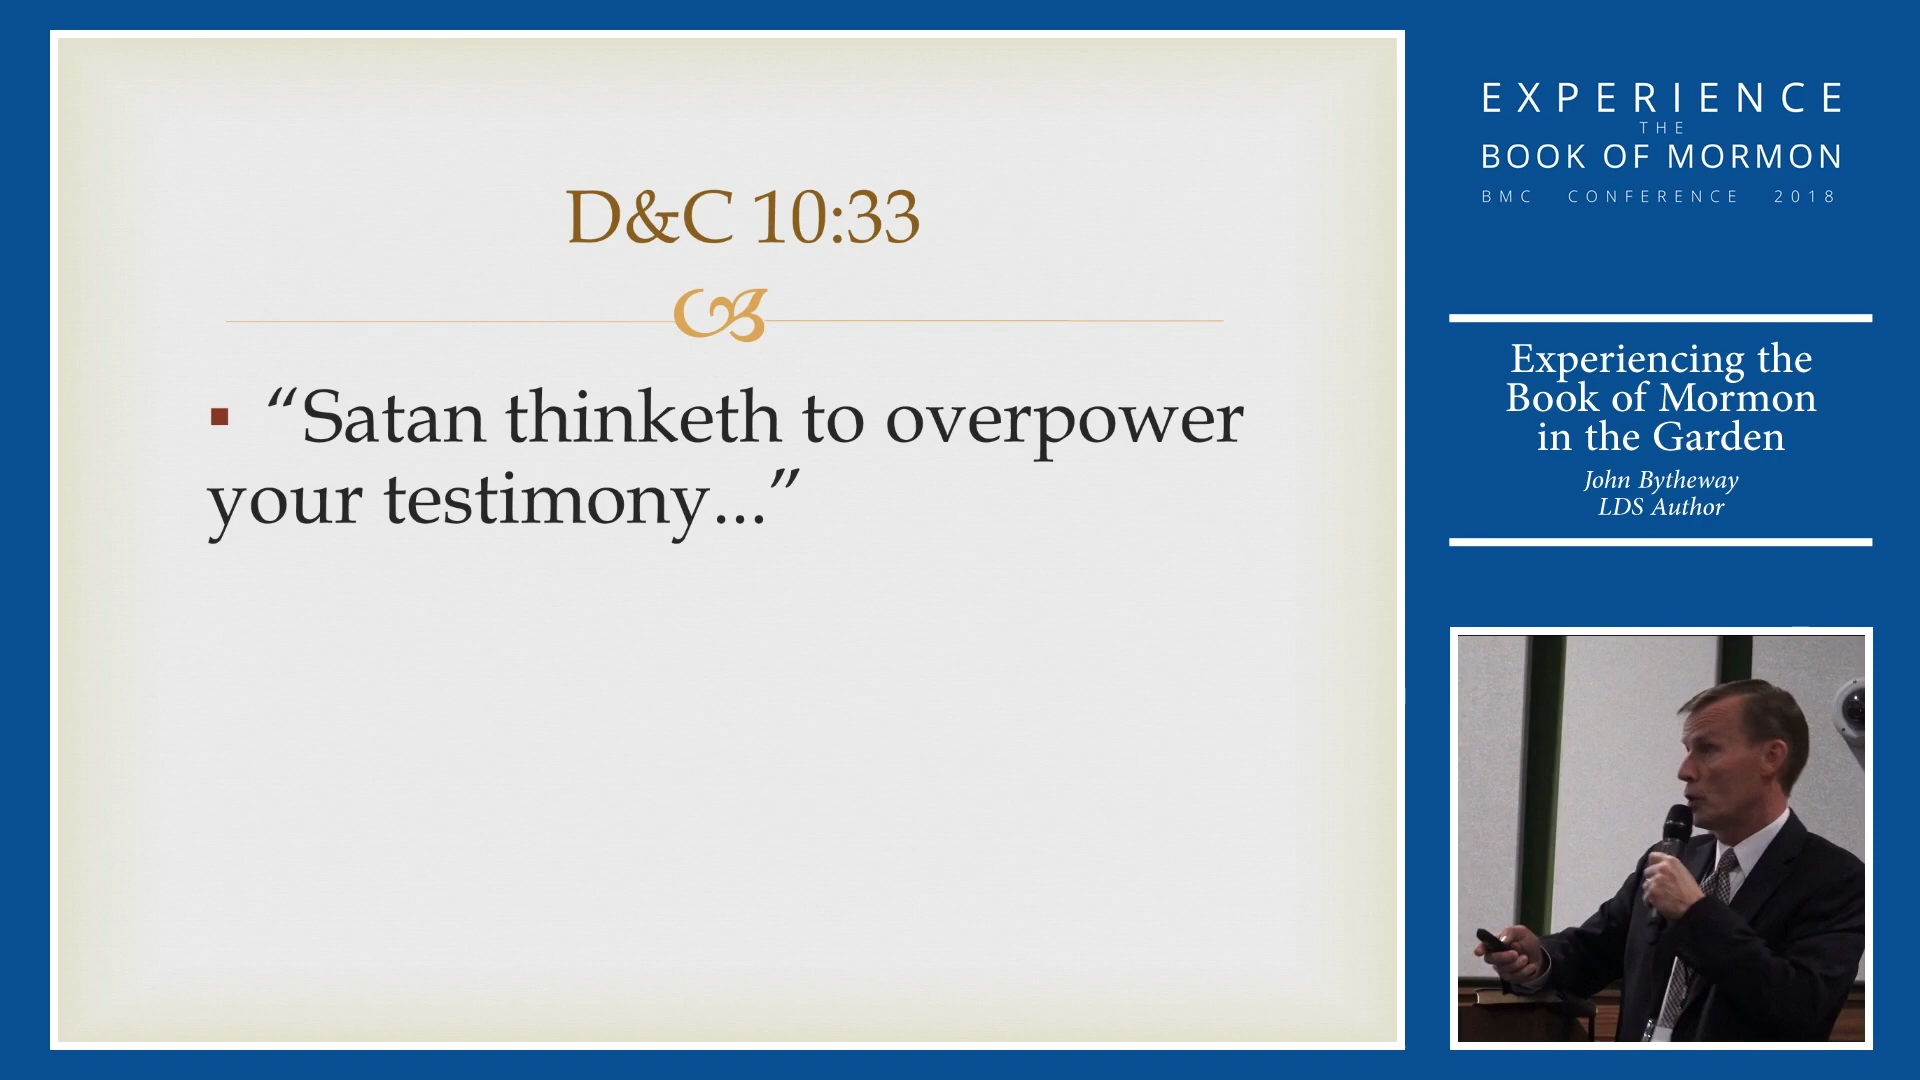 D&C 10:33
▪ “Satan thinketh to overpower
your testimony...”
EXPERIENCE
THE
BOOK OF MORMON
BMC CONFERENCE 2018
Experiencing the
Book of Mormon
in the Garden
John Bytheway
LDS Author